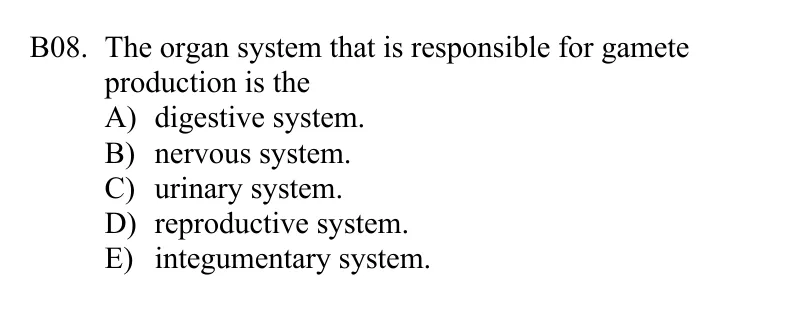 B08. The organ system that is responsible for gamete
production is the
A) digestive system.
B) nervous system.
C) urinary system.
D) reproductive system.
E) integumentary system.